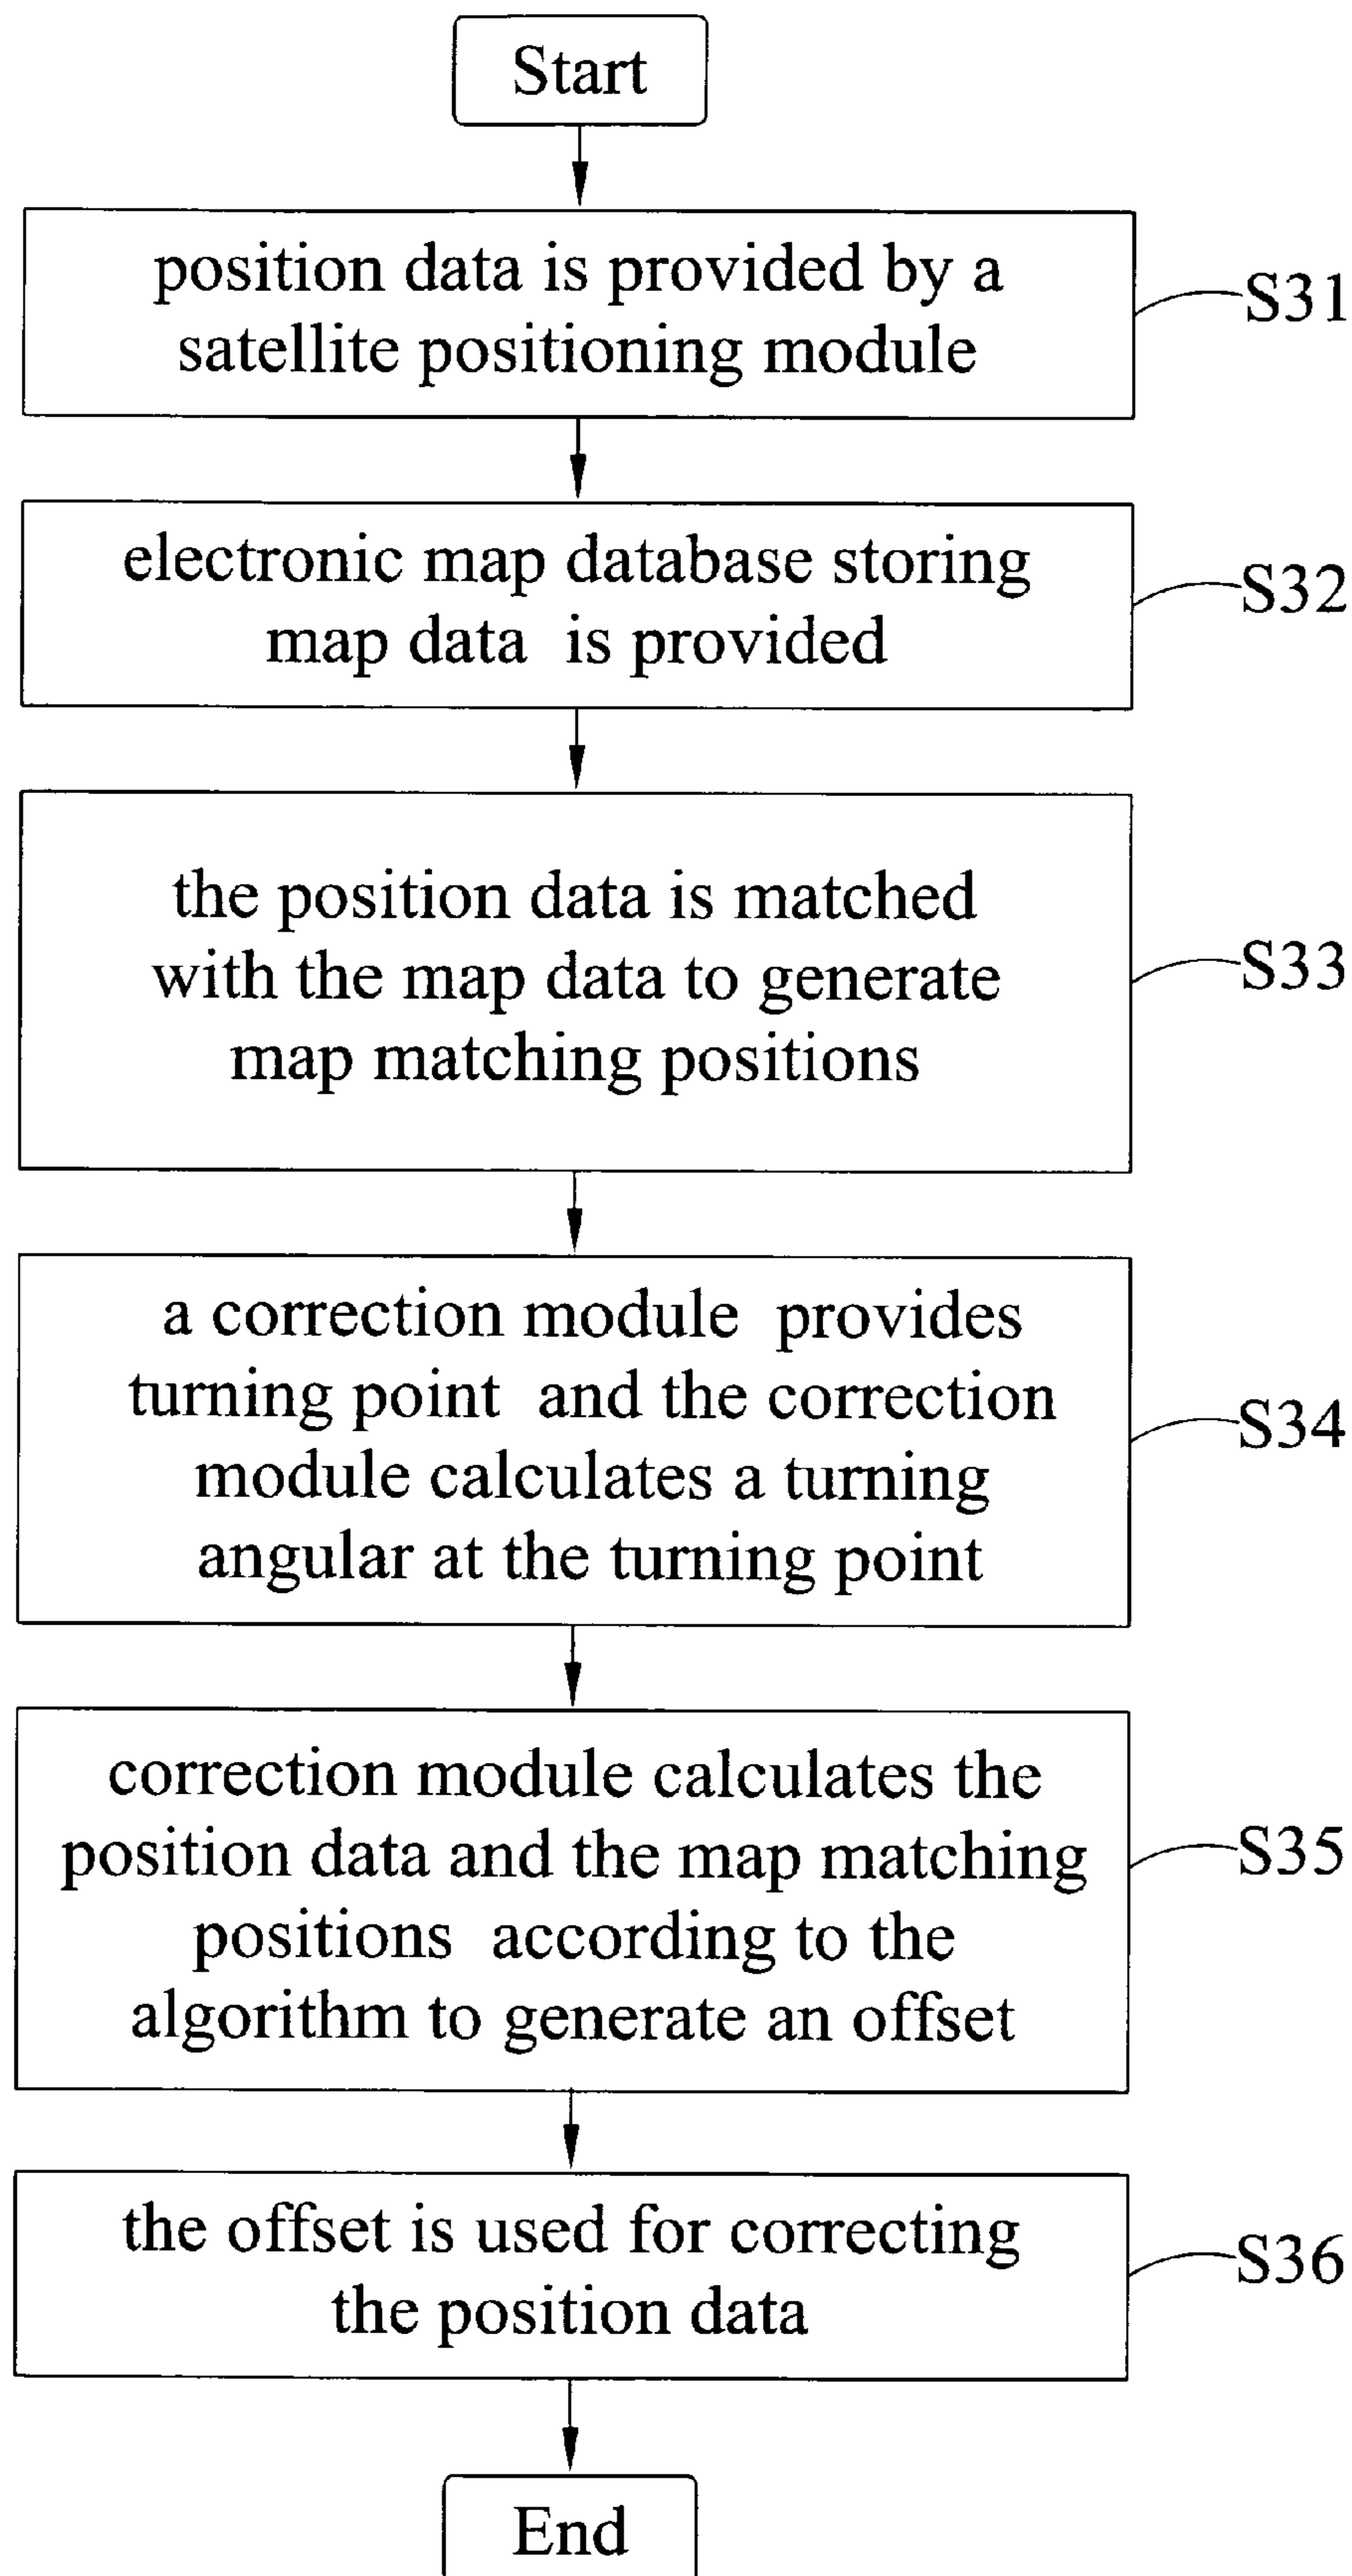 Start
position data is provided by a
satellite positioning module
S31
electronic map database storing
map data is provided
S32
the position data is matched
with the map data to generate
map matching positions
S33
a correction module provides
turning point and the correction
module calculates a turning
angular at the turning point
S34
correction module calculates the
position data and the map matching
positions according to the
algorithm to generate an offset
S35
the offset is used for correcting
the position data
S36
End